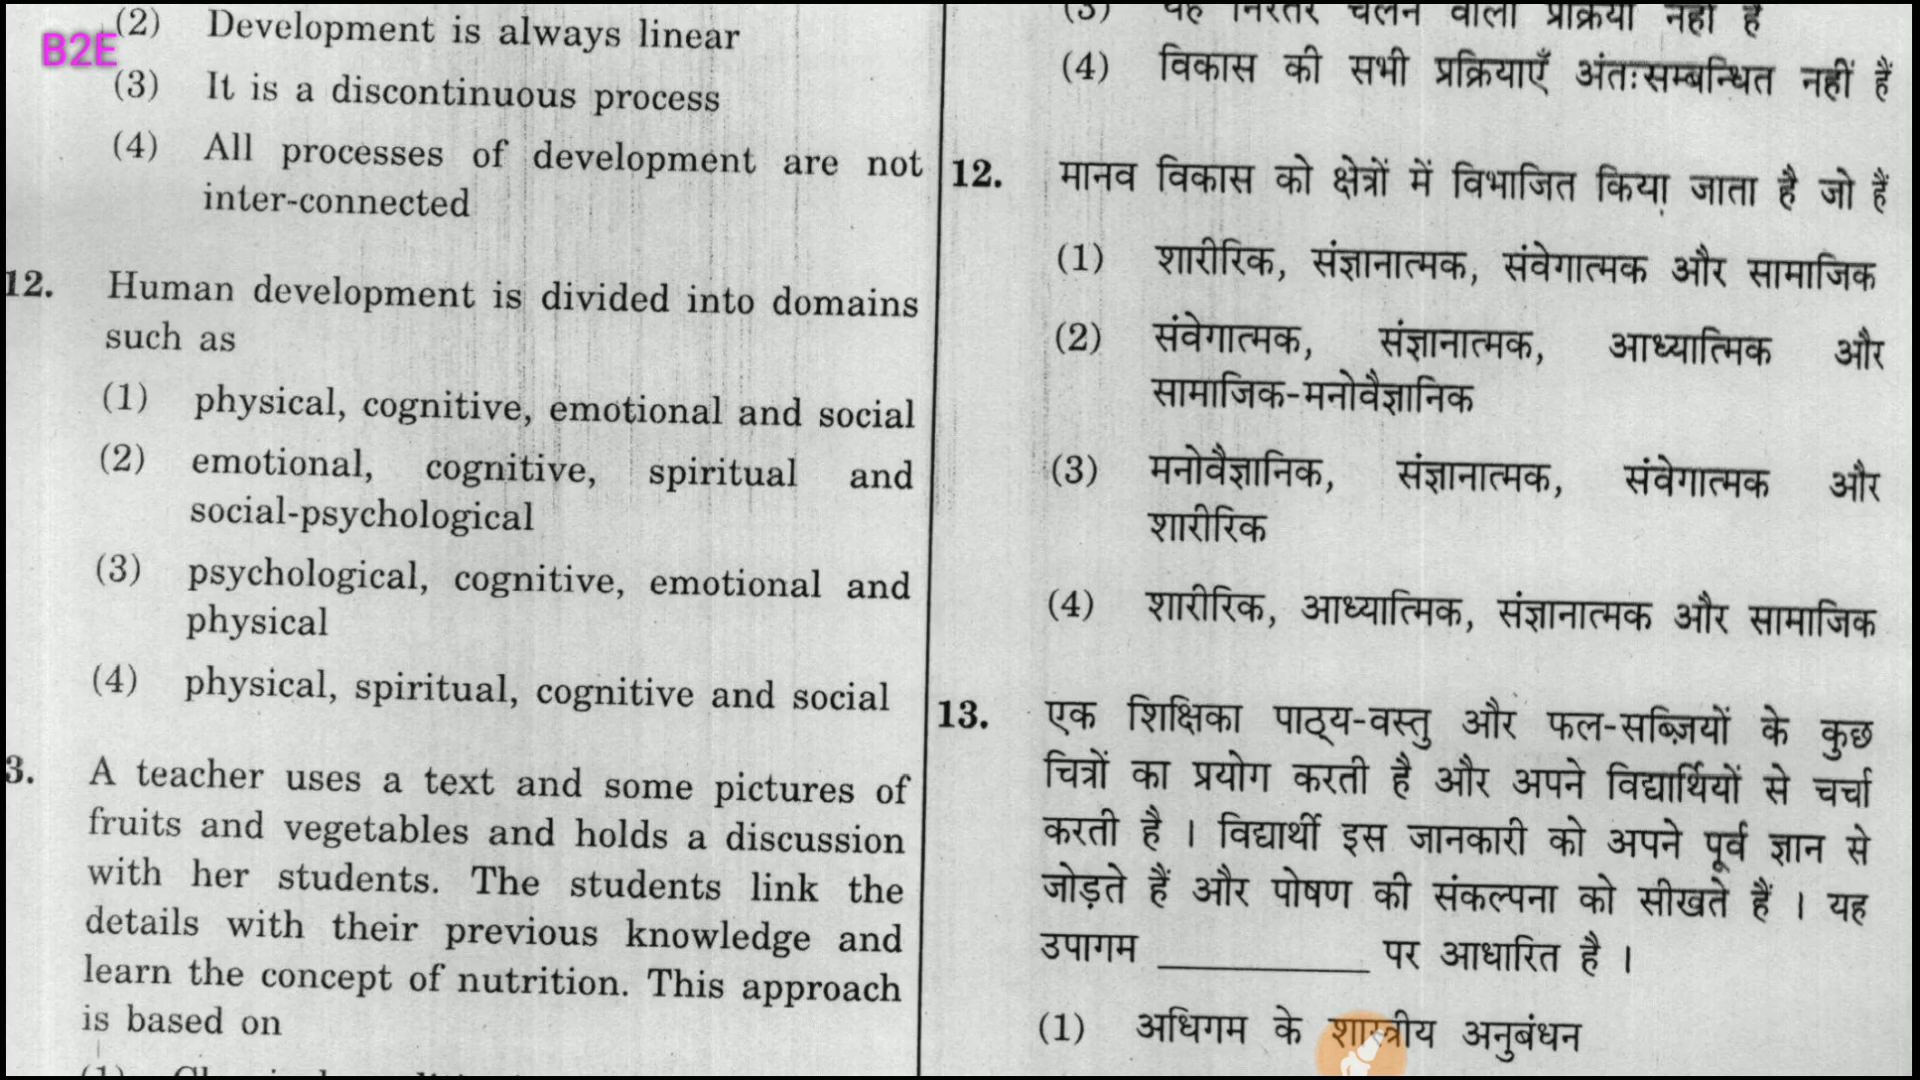 B2E
(2) Development is always linear
(3) It is a discontinuous process
(4) All processes of development are not
inter-connected
12. Human development is divided into domains
such as
(1) physical, cognitive, emotional and social
(2) emotional, cognitive, spiritual and
social-psychological
(3) psychological, cognitive, emotional and
physical
(4) physical, spiritual, cognitive and social
3. A teacher uses a text and some pictures of
fruits and vegetables and holds a discussion
with her students. The students link the
details with their previous knowledge and
learn the concept of nutrition. This approach
is based on
(3) यह निरंतर चलने वाली प्रक्रिया नहीं है
(4) विकास की सभी प्रक्रियाएँ अंतःसम्बन्धित नहीं हैं
12. मानव विकास को क्षेत्रों में विभाजित किया जाता है जो हैं
(1) शारीरिक, संज्ञानात्मक, संवेगात्मक और सामाजिक
(2) संवेगात्मक, संज्ञानात्मक, आध्यात्मिक और
सामाजिक-मनोवैज्ञानिक
(3) मनोवैज्ञानिक, संज्ञानात्मक, संवेगात्मक और
शारीरिक
(4) शारीरिक, आध्यात्मिक, संज्ञानात्मक और सामाजिक
13. एक शिक्षिका पाठ्य-वस्तु और फल-सब्ज़ियों के कुछ
चित्रों का प्रयोग करती है और अपने विद्यार्थियों से चर्चा
करती है । विद्यार्थी इस जानकारी को अपने पूर्व ज्ञान से
जोड़ते हैं और पोषण की संकल्पना को सीखते हैं । यह
उपागम __________ पर आधारित है ।
(1) अधिगम के शास्त्रीय अनुबंधन